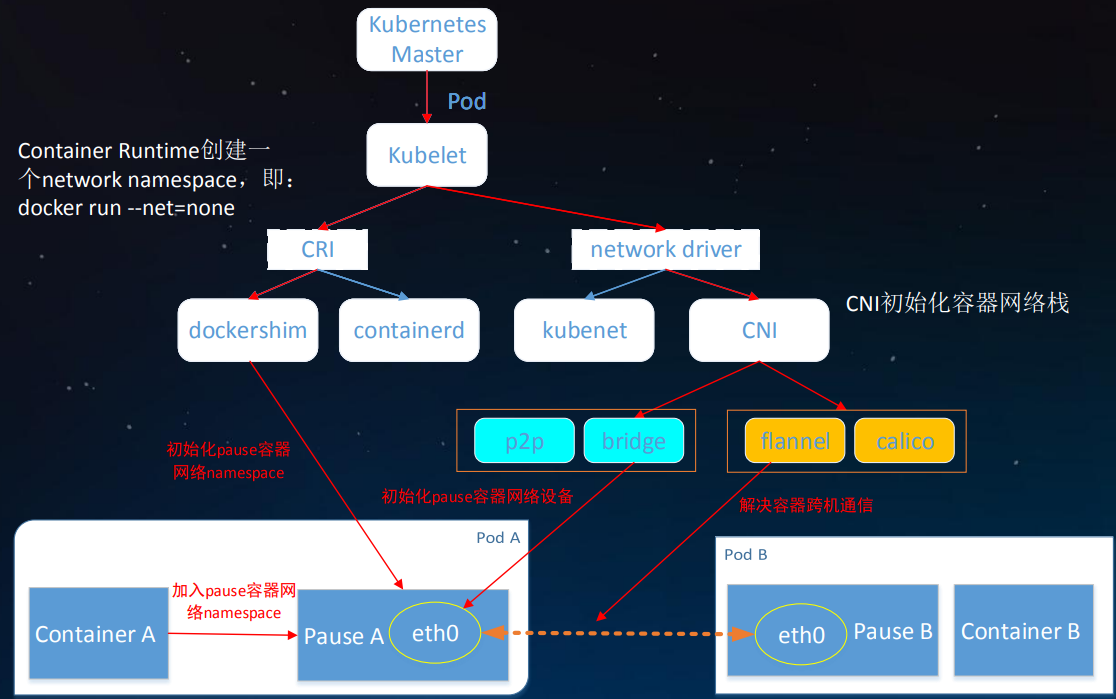 Kubernetes
Master
Pod
Kubelet
Container Runtime创建一
个network namespace，即：
docker run --net=none
CRI
network driver
dockershim
containerd
kubenet
CNI
CNI初始化容器网络栈
p2p
bridge
flannel
calico
初始化pause容器
网络namespace
初始化pause容器网络设备
解决容器跨机通信
Pod A
Pod B
加入pause容器网
络namespace
Container A
Pause A
eth0
eth0
Pause B
Container B